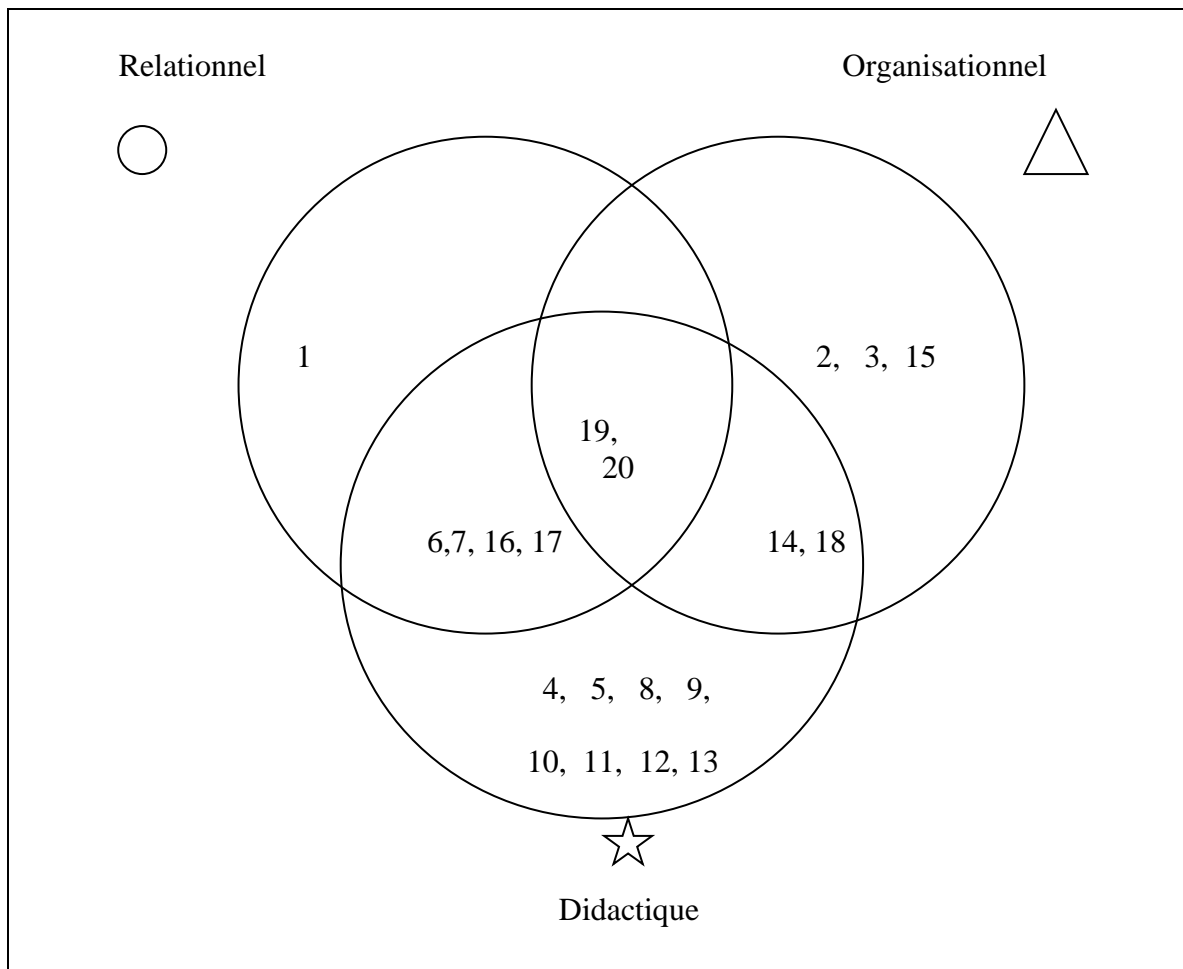 Relationnel
Organisationnel
1
2, 3, 15
19,
20
6,7, 16, 17
14, 18
4, 5, 8, 9,
10, 11, 12, 13
Didactique